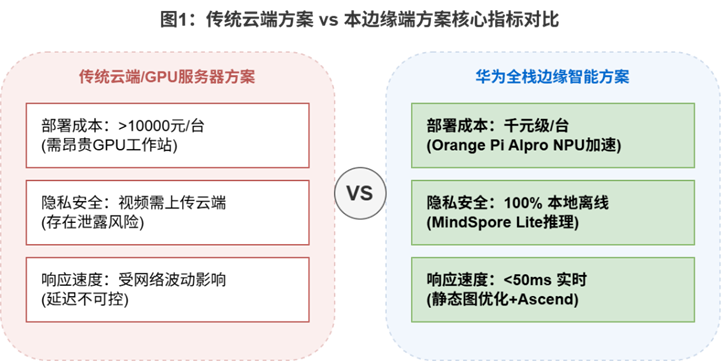 图1：传统云端方案 vs 本边缘端方案核心指标对比
传统云端/GPU服务器方案
部署成本：>10000元/台
(需昂贵GPU工作站)
隐私安全：视频需上传云端
(存在泄露风险)
响应速度：受网络波动影响
(延迟不可控)
VS
华为全栈边缘智能方案
部署成本：千元级/台
(Orange Pi AIpro NPU加速)
隐私安全：100% 本地离线
(MindSpore Lite推理)
响应速度：<50ms 实时
(静态图优化+Ascend)